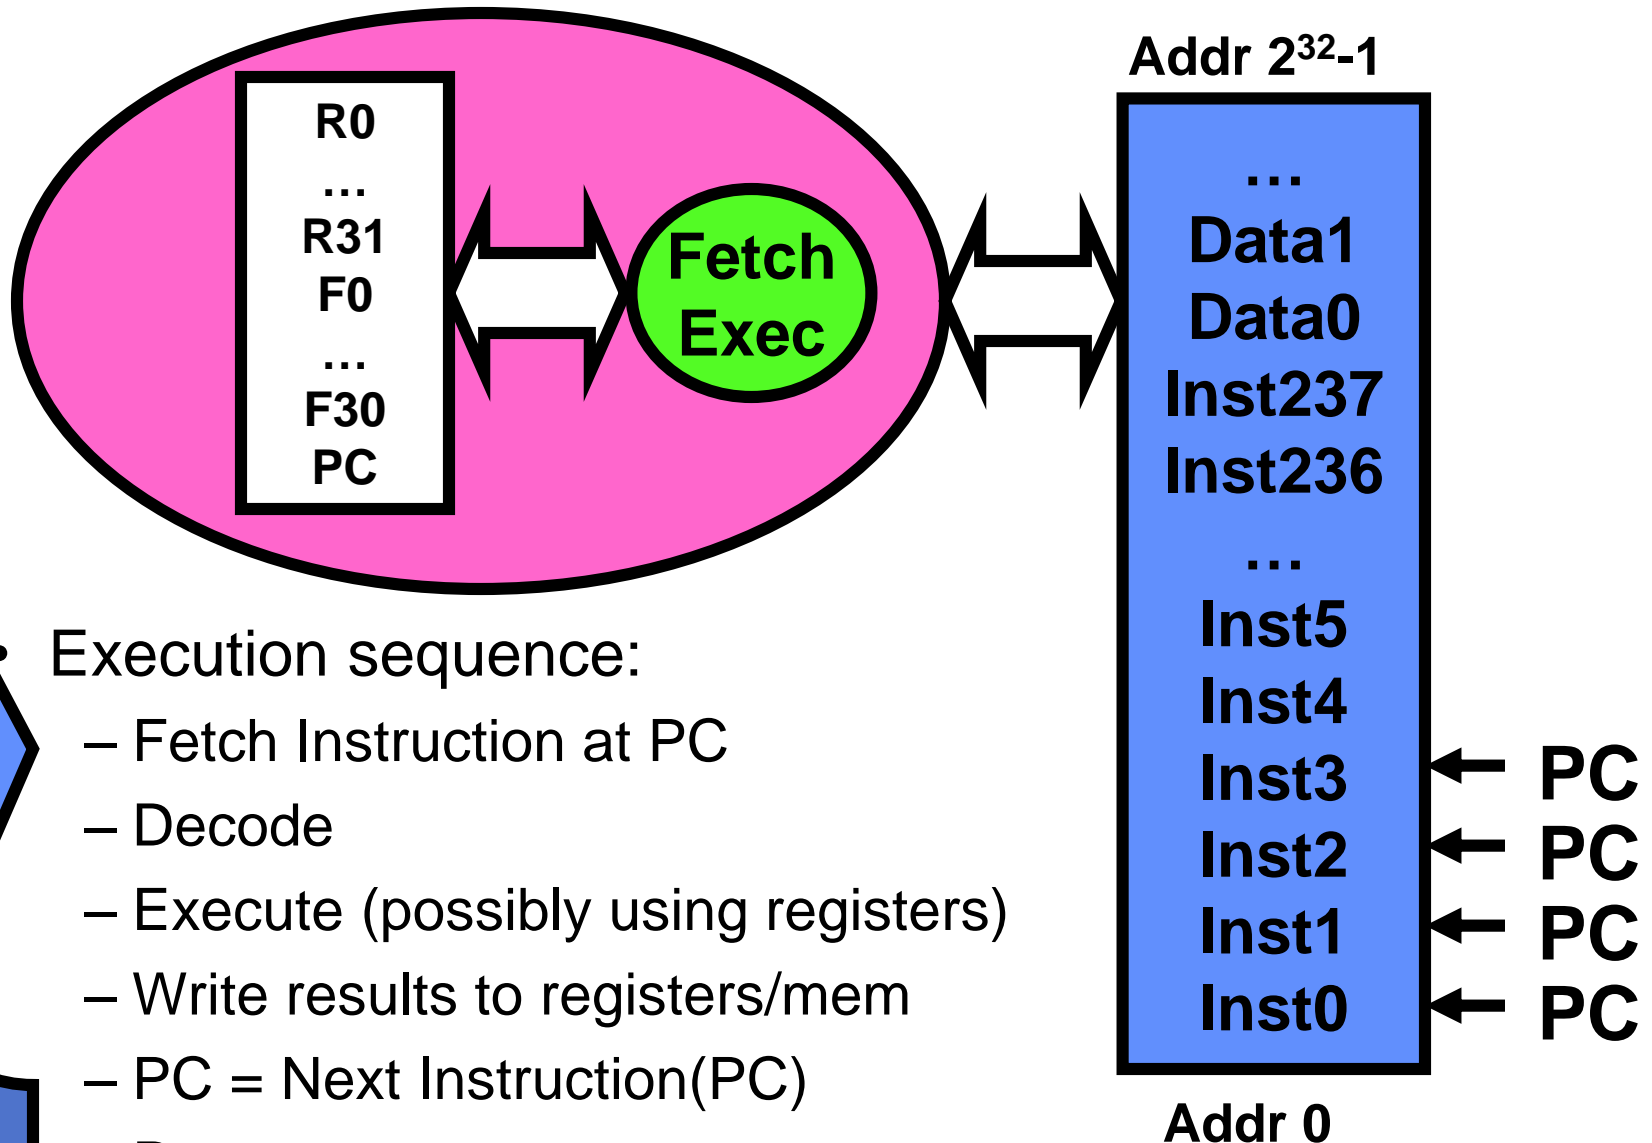 R0
…
R31
F0
…
F30
PC
Fetch
Exec
Addr 2³²-1
…
Data1
Data0
Inst237
Inst236
…
Inst5
Inst4
Inst3
Inst2
Inst1
Inst0
Addr 0
PC
PC
PC
PC
• Execution sequence:
– Fetch Instruction at PC
– Decode
– Execute (possibly using registers)
– Write results to registers/mem
– PC = Next Instruction(PC)